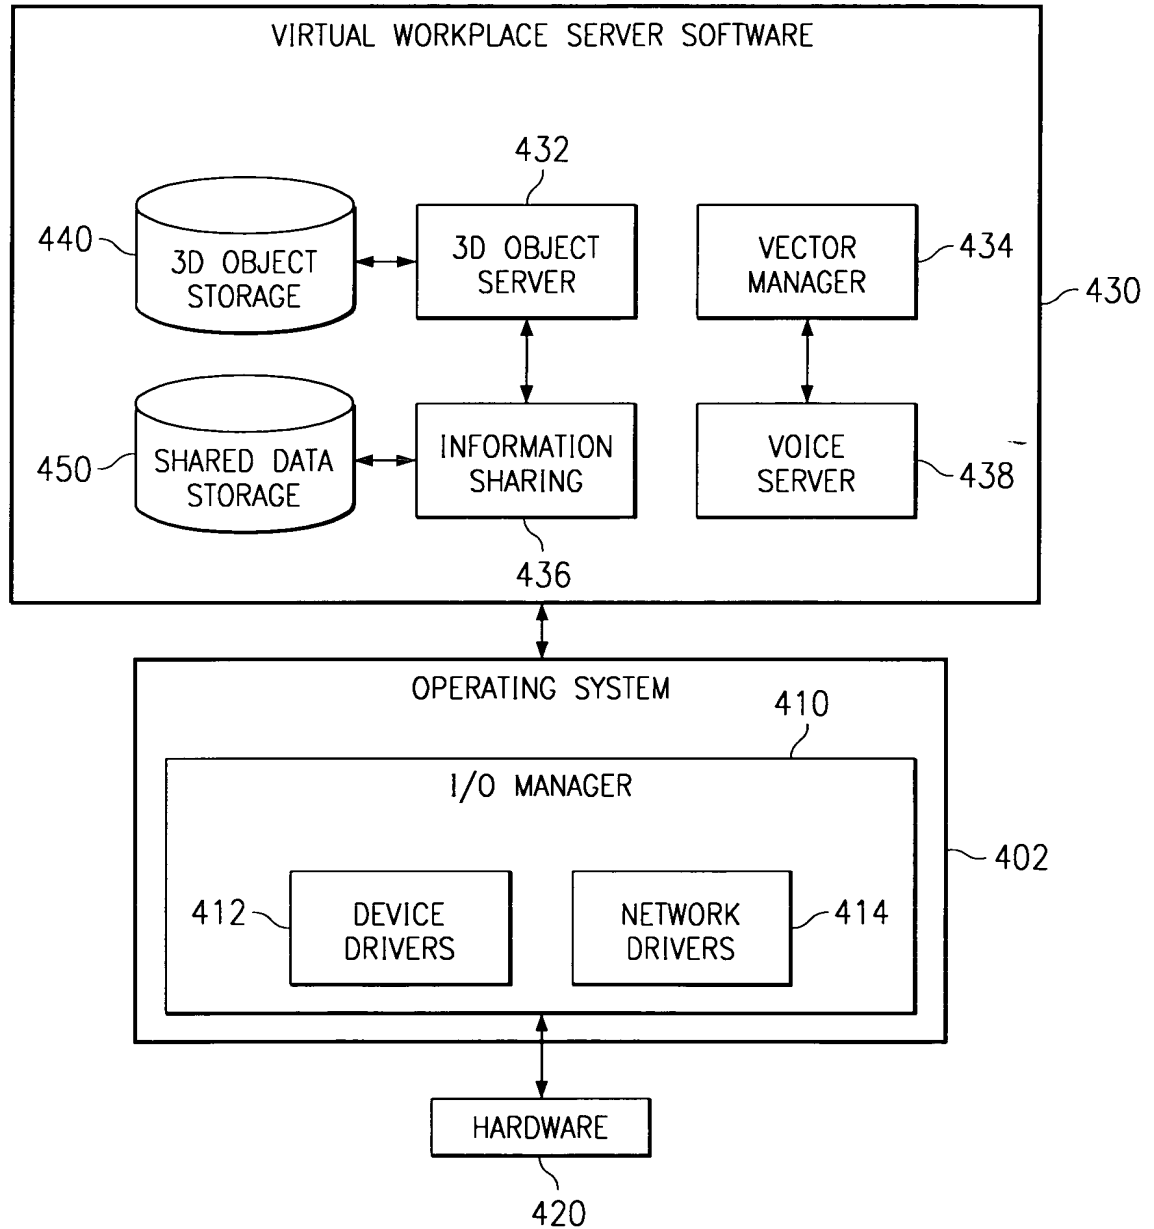 VIRTUAL WORKPLACE SERVER SOFTWARE
432
440
3D OBJECT
STORAGE
3D OBJECT
SERVER
VECTOR
MANAGER
434
430
450
SHARED DATA
STORAGE
INFORMATION
SHARING
VOICE
SERVER
438
436
OPERATING SYSTEM
410
I/O MANAGER
402
412
DEVICE
DRIVERS
NETWORK
DRIVERS
414
HARDWARE
420